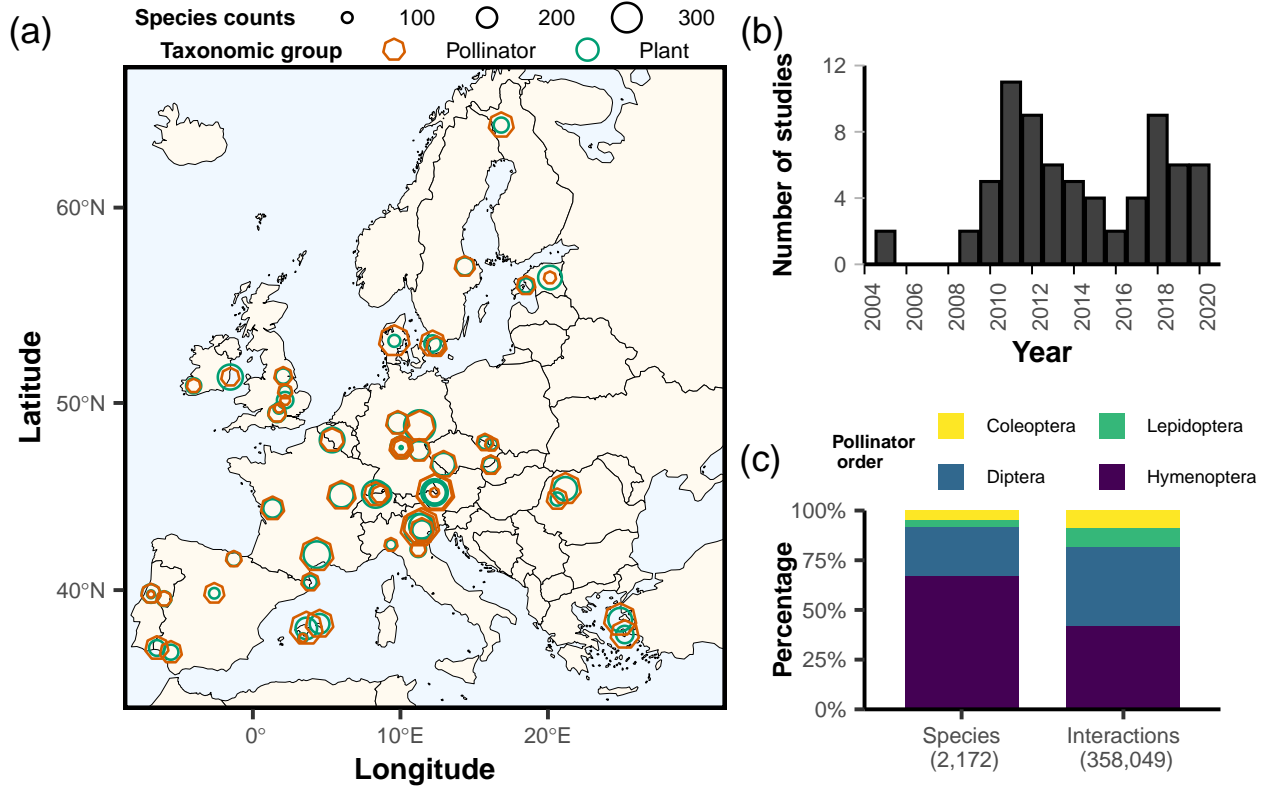 (a)
Species counts 100 200 300
Taxonomic group Pollinator Plant
60°N
50°N
40°N
Latitude
0° 10°E 20°E
Longitude
(b)
12
8
4
0
Number of studies
2004 2006 2008 2010 2012 2014 2016 2018 2020
Year
(c)
Pollinator
order
Coleoptera Lepidoptera
Diptera Hymenoptera
100%
75%
50%
25%
0%
Percentage
Species Interactions
(2,172) (358,049)